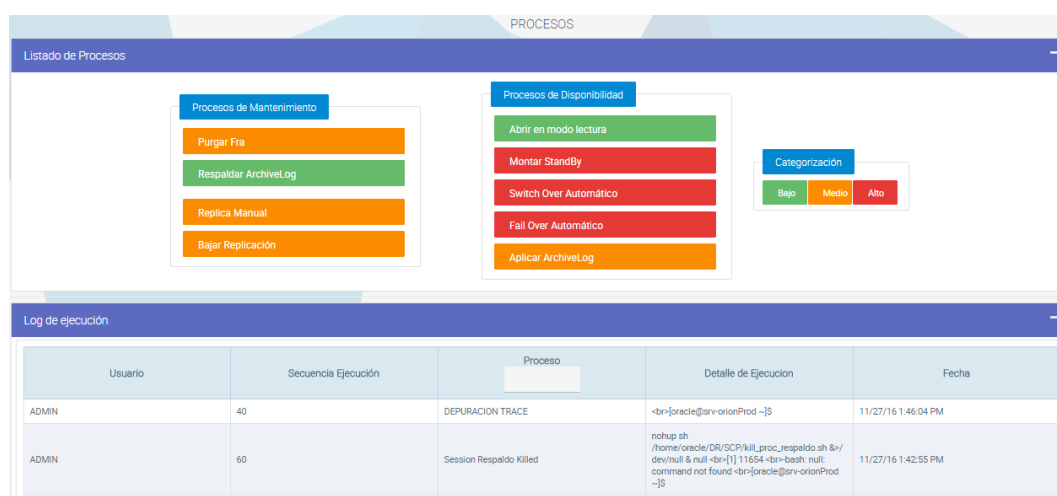 PROCESOS
Listado de Procesos
Procesos de Mantenimiento
Purgar Fra
Respaldar ArchiveLog
Replica Manual
Bajar Replicación
Procesos de Disponibilidad
Abrir en modo lectura
Montar StandBy
Switch Over Automático
Fail Over Automático
Aplicar ArchiveLog
Categorización
Bajo Medio Alto
Log de ejecución
Usuario Secuencia Ejecución Proceso Detalle de Ejecucion Fecha
ADMIN 40 DEPURACION TRACE <br>[oracle@srv-orionProd ~]$ 11/27/16 1:46:04 PM
nohup sh
/home/oracle/DR/SCP/kill_proc_respaldo.sh &>/
ADMIN 60 Session Respaldo Killed dev/null & null <br>[1] 11654 <br>-bash: null: 11/27/16 1:42:55 PM
command not found <br>[oracle@srv-orionProd
~]$